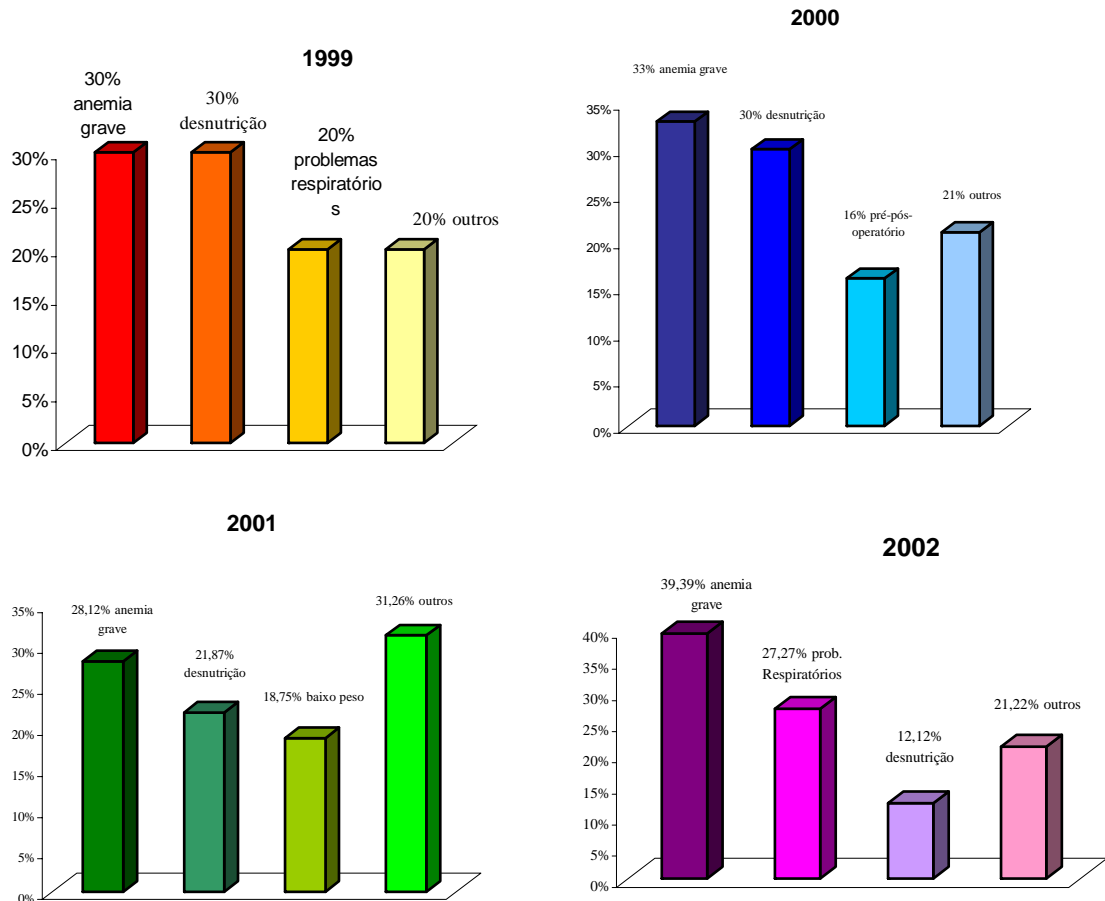 1999
30%
anemia
grave
30%
desnutrição
20%
problemas
respiratório
s
20% outros
30%
25%
20%
15%
10%
5%
0%
2000
33% anemia grave
30% desnutrição
16% pré-pós-
operatório
21% outros
35%
30%
25%
20%
15%
10%
5%
0%
2001
28,12% anemia
grave
21,87%
desnutrição
18,75% baixo peso
31,26% outros
35%
30%
25%
20%
15%
10%
5%
0%
2002
39,39% anemia
grave
27,27% prob.
Respiratórios
12,12%
desnutrição
21,22% outros
40%
35%
30%
25%
20%
15%
10%
5%
0%